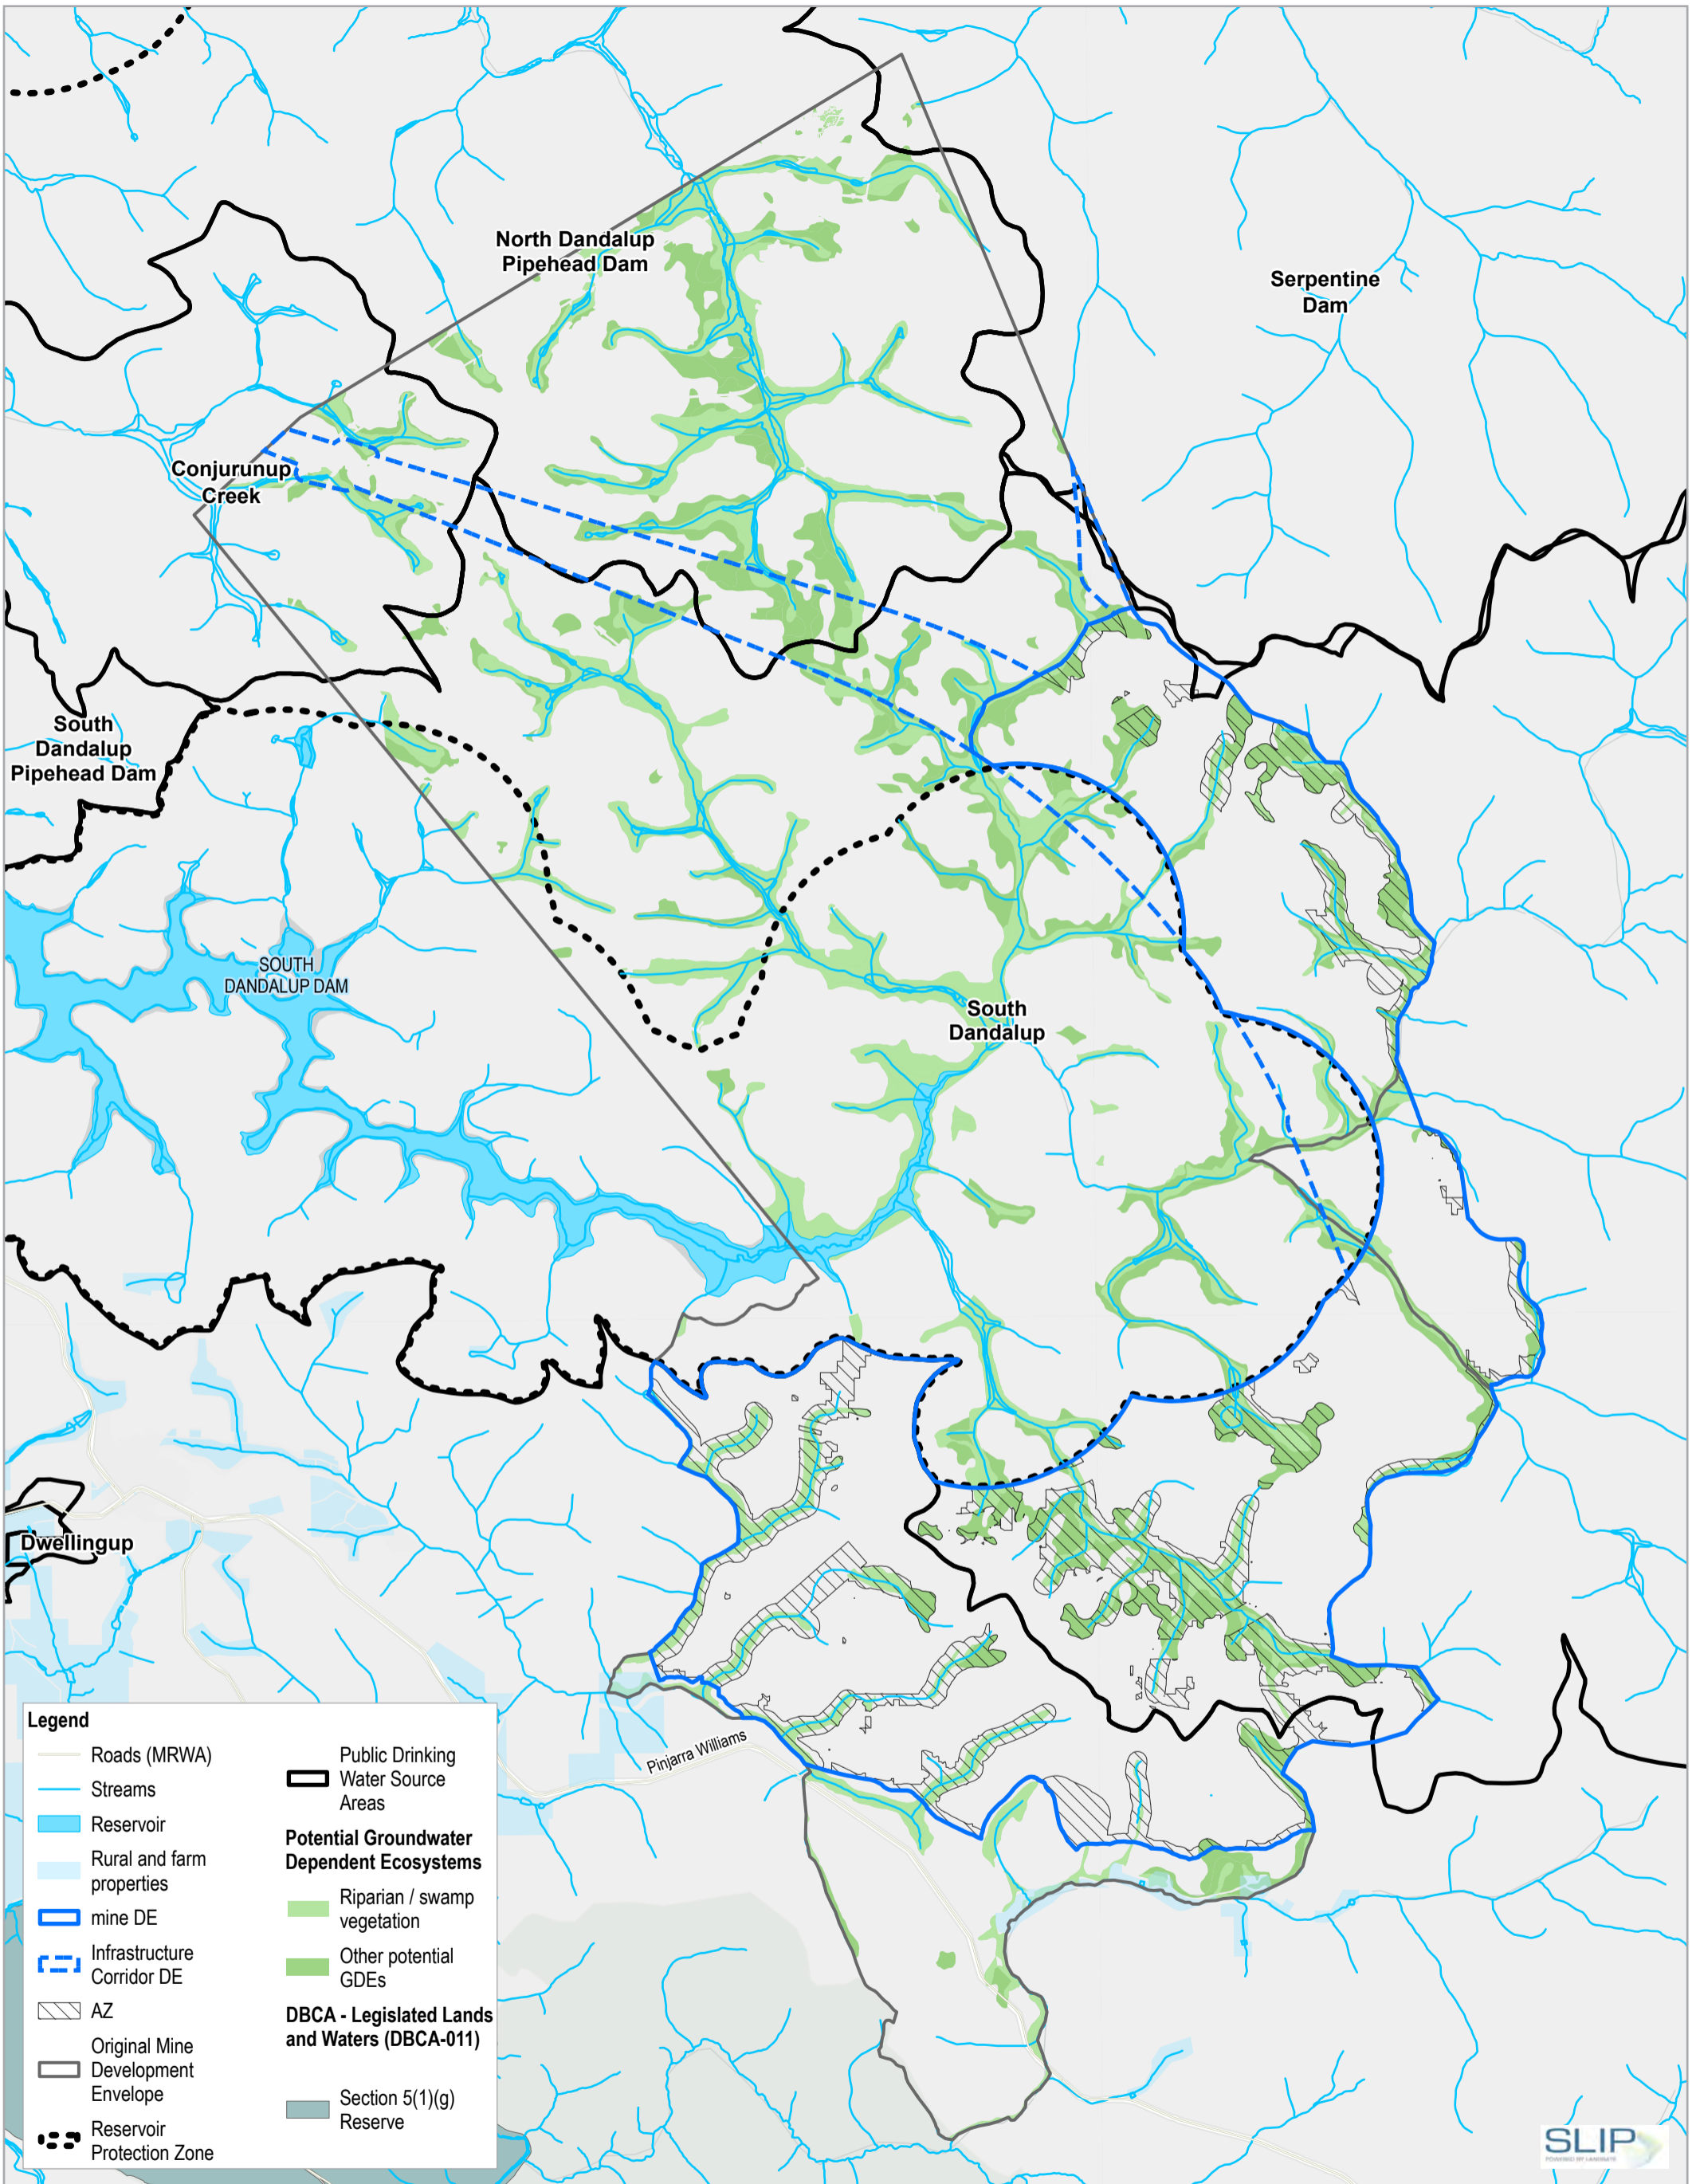 North Dandalup
Pipehead Dam
Serpentine
Dam
Conjurunup
Creek
South
Dandalup
Pipehead Dam
SOUTH
DANDALUP DAM
South
Dandalup
Dwellingup
Pinjarra Williams
Legend
Roads (MRWA)
Streams
Reservoir
Rural and farm
properties
mine DE
Infrastructure
Corridor DE
AZ
Original Mine
Development
Envelope
Reservoir
Protection Zone
Public Drinking
Water Source
Areas
Potential Groundwater
Dependent Ecosystems
Riparian / swamp
vegetation
Other potential
GDEs
DBCA - Legislated Lands
and Waters (DBCA-011)
Section 5(1)(g)
Reserve
SLIP
POWERED BY LANDGATE